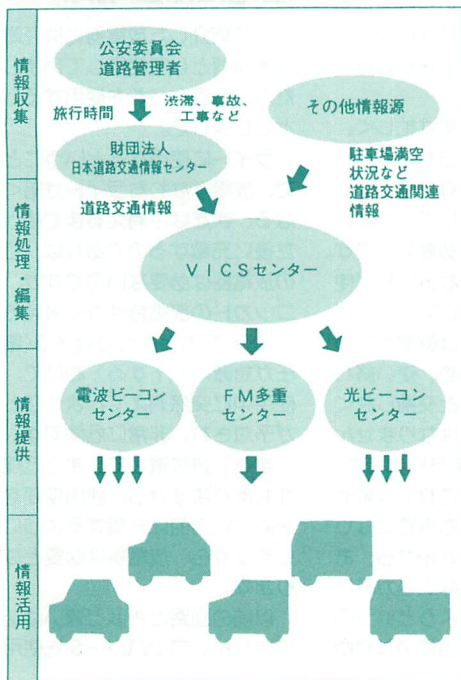 情報収集
公安委員会
道路管理者
旅行時間
渋滞、事故、
工事など
その他情報源
財団法人
日本道路交通情報センター
駐車場満空
状況など
道路交通関連
情報
情報処理・編集
道路交通情報
ＶＩＣＳセンター
情報提供
電波ビーコン
センター
ＦＭ多重
センター
光ビーコン
センター
情報活用